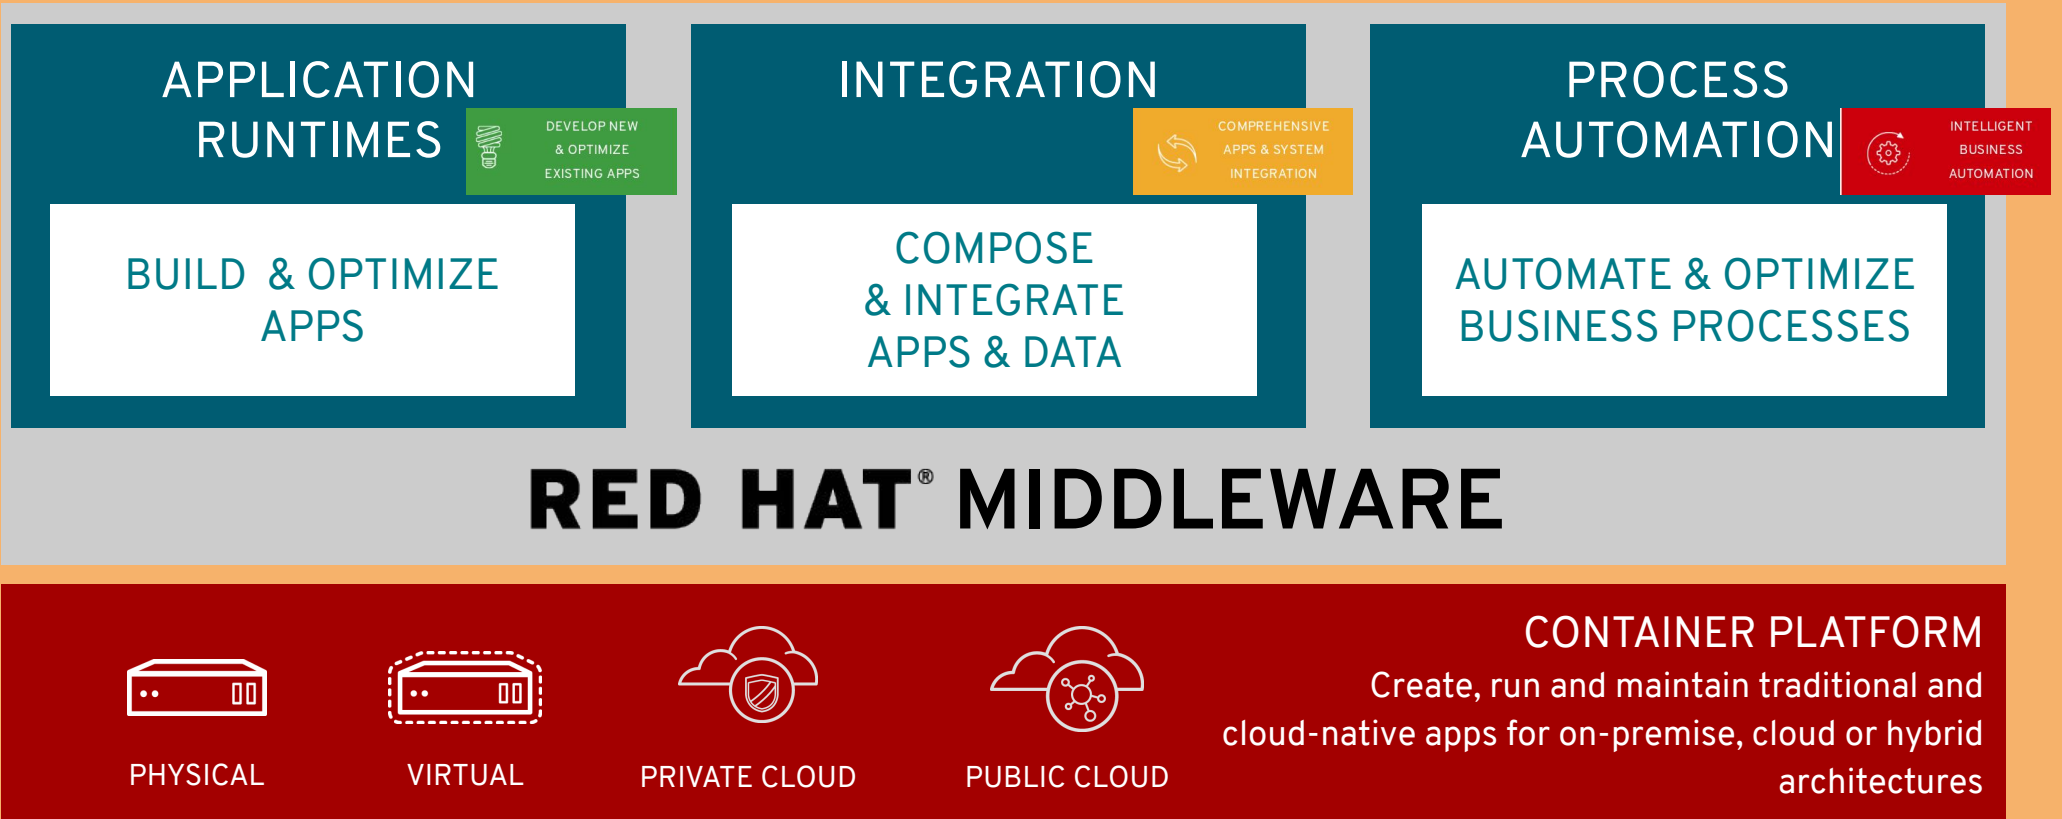 APPLICATION
RUNTIMES
DEVELOP NEW
& OPTIMIZE
EXISTING APPS
BUILD & OPTIMIZE
APPS
INTEGRATION
COMPREHENSIVE
APPS & SYSTEM
INTEGRATION
COMPOSE
& INTEGRATE
APPS & DATA
PROCESS
AUTOMATION
INTELLIGENT
BUSINESS
AUTOMATION
AUTOMATE & OPTIMIZE
BUSINESS PROCESSES
RED HAT® MIDDLEWARE
PHYSICAL
VIRTUAL
PRIVATE CLOUD
PUBLIC CLOUD
CONTAINER PLATFORM
Create, run and maintain traditional and
cloud-native apps for on-premise, cloud or hybrid
architectures